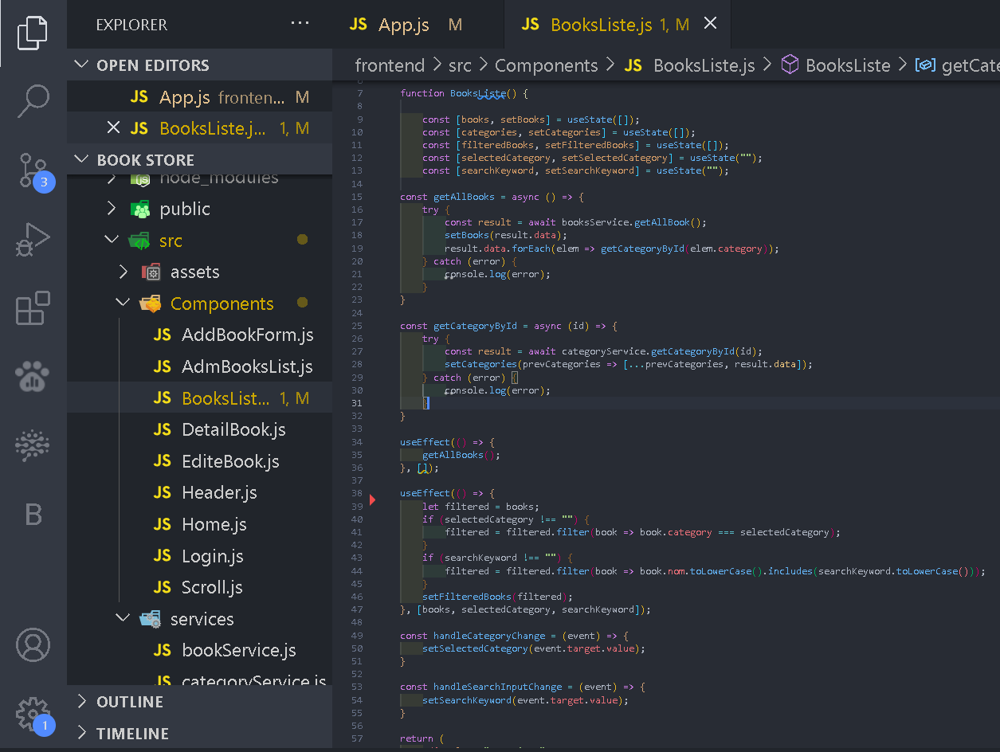 EXPLORER
···
OPEN EDITORS
JS App.js fronten... M
JS BooksListe.j... 1, M
BOOK STORE
node_modules
public
src
assets
Components
JS AddBookForm.js
JS AdmBooksList.js
JS BooksList... 1, M
JS DetailBook.js
JS EditeBook.js
JS Header.js
JS Home.js
JS Login.js
JS Scroll.js
services
JS bookService.js
JS categoryService.js
OUTLINE
TIMELINE
3
B
1
JS App.js M
JS BooksListe.js 1, M
frontend > src > Components > JS BooksListe.js > BooksListe > getCate
6
7 function BooksListe() {
8
9 const [books, setBooks] = useState([]);
10 const [categories, setCategories] = useState([]);
11 const [filteredBooks, setFilteredBooks] = useState([]);
12 const [selectedCategory, setSelectedCategory] = useState("");
13 const [searchKeyword, setSearchKeyword] = useState("");
14
15 const getAllBooks = async () => {
16 try {
17 const result = await booksService.getAllBook();
18 setBooks(result.data);
19 result.data.forEach(elem => getCategoryById(elem.category));
20 } catch (error) {
21 console.log(error);
22 }
23 }
24
25 const getCategoryById = async (id) => {
26 try {
27 const result = await categoryService.getCategoryById(id);
28 setCategories(prevCategories => [...prevCategories, result.data]);
29 } catch (error) {
30 console.log(error);
31 }
32 }
33
34 useEffect(() => {
35 getAllBooks();
36 }, []);
37
38 useEffect(() => {
39 let filtered = books;
40 if (selectedCategory !== "") {
41 filtered = filtered.filter(book => book.category === selectedCategory);
42 }
43 if (searchKeyword !== "") {
44 filtered = filtered.filter(book => book.nom.toLowerCase().includes(searchKeyword.toLowerCase()));
45 }
46 setFilteredBooks(filtered);
47 }, [books, selectedCategory, searchKeyword]);
48
49 const handleCategoryChange = (event) => {
50 setSelectedCategory(event.target.value);
51 }
52
53 const handleSearchInputChange = (event) => {
54 setSearchKeyword(event.target.value);
55 }
56
57 return (